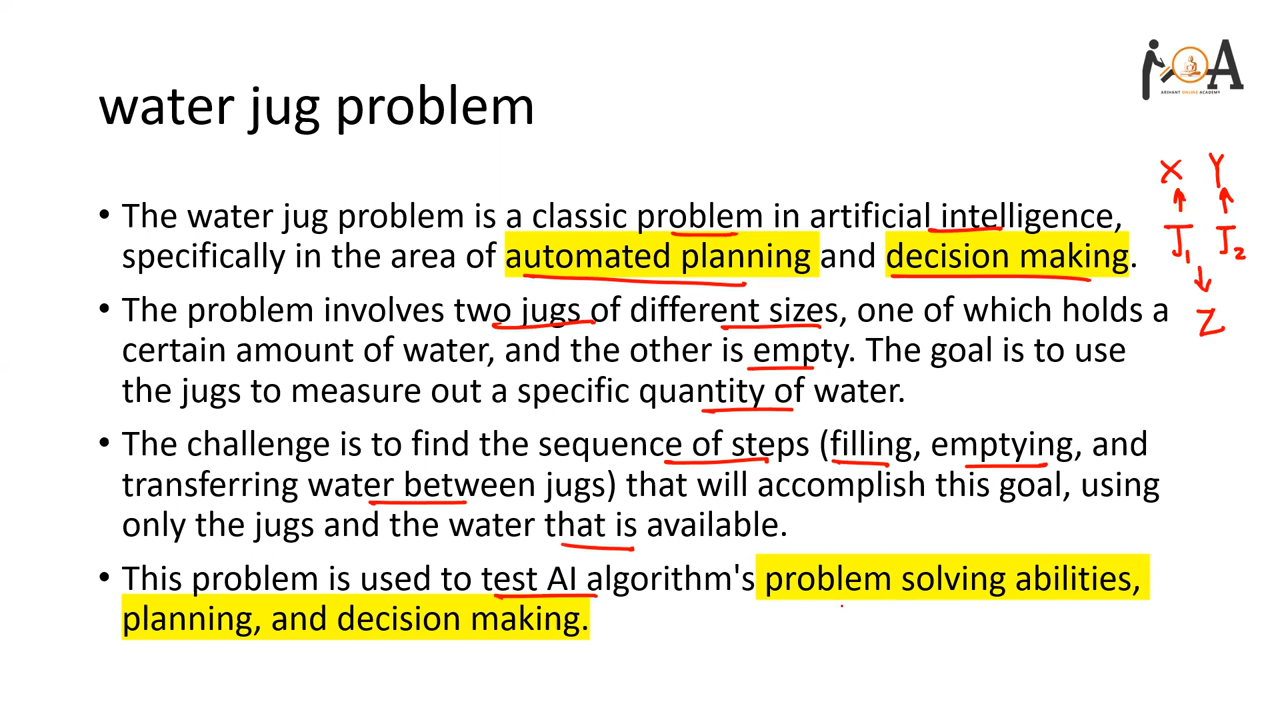 water jug problem
• The water jug problem is a classic problem in artificial intelligence,
specifically in the area of automated planning and decision making.
• The problem involves two jugs of different sizes, one of which holds a
certain amount of water, and the other is empty. The goal is to use
the jugs to measure out a specific quantity of water.
• The challenge is to find the sequence of steps (filling, emptying, and
transferring water between jugs) that will accomplish this goal, using
only the jugs and the water that is available.
• This problem is used to test AI algorithm's problem solving abilities,
planning, and decision making.
A
ARIHANT ONLINE ACADEMY
X Y
J1 J2
Z